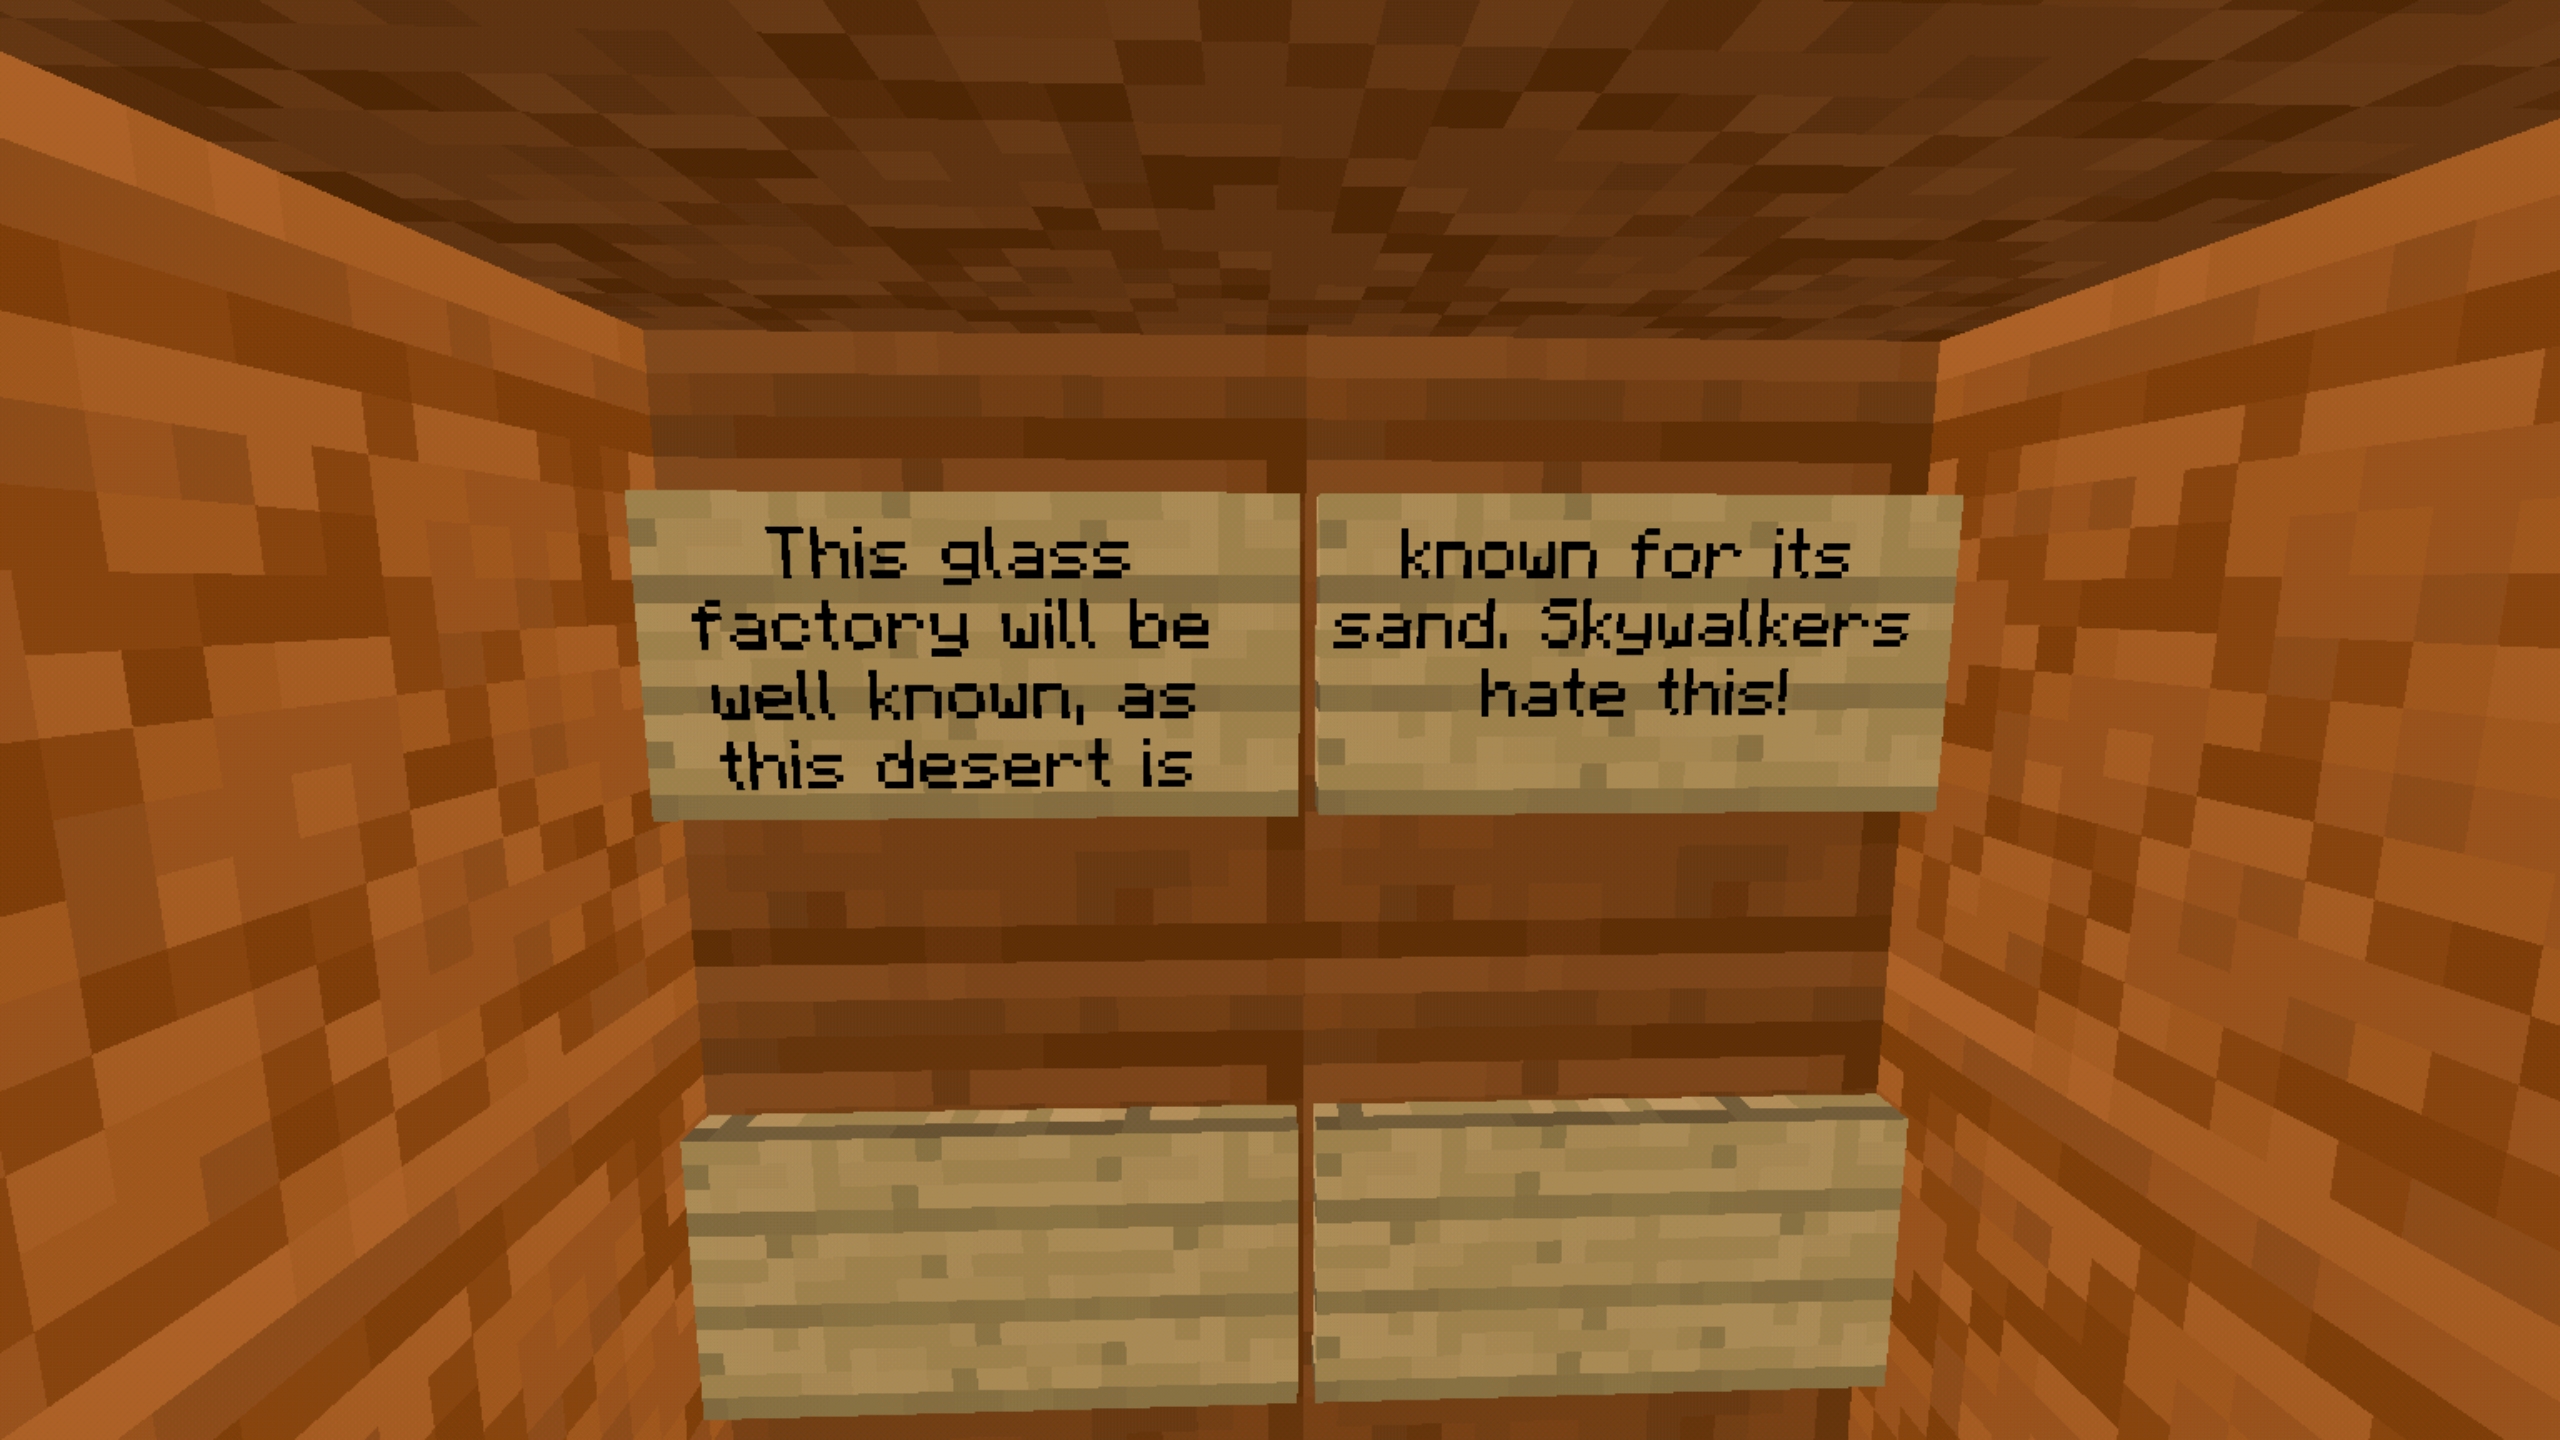 This glass
factory will be
well known, as
this desert is
known for its
sand. Skywalkers
hate this!